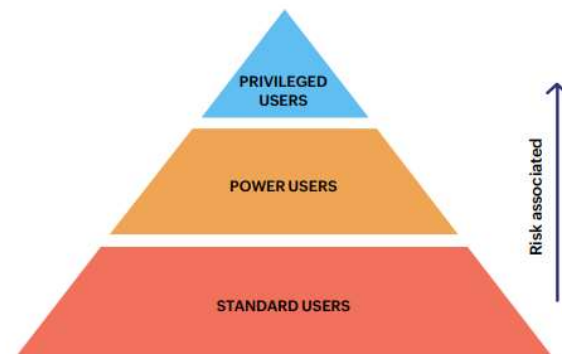 PRIVILEGED
USERS
POWER USERS
STANDARD USERS
Risk associated